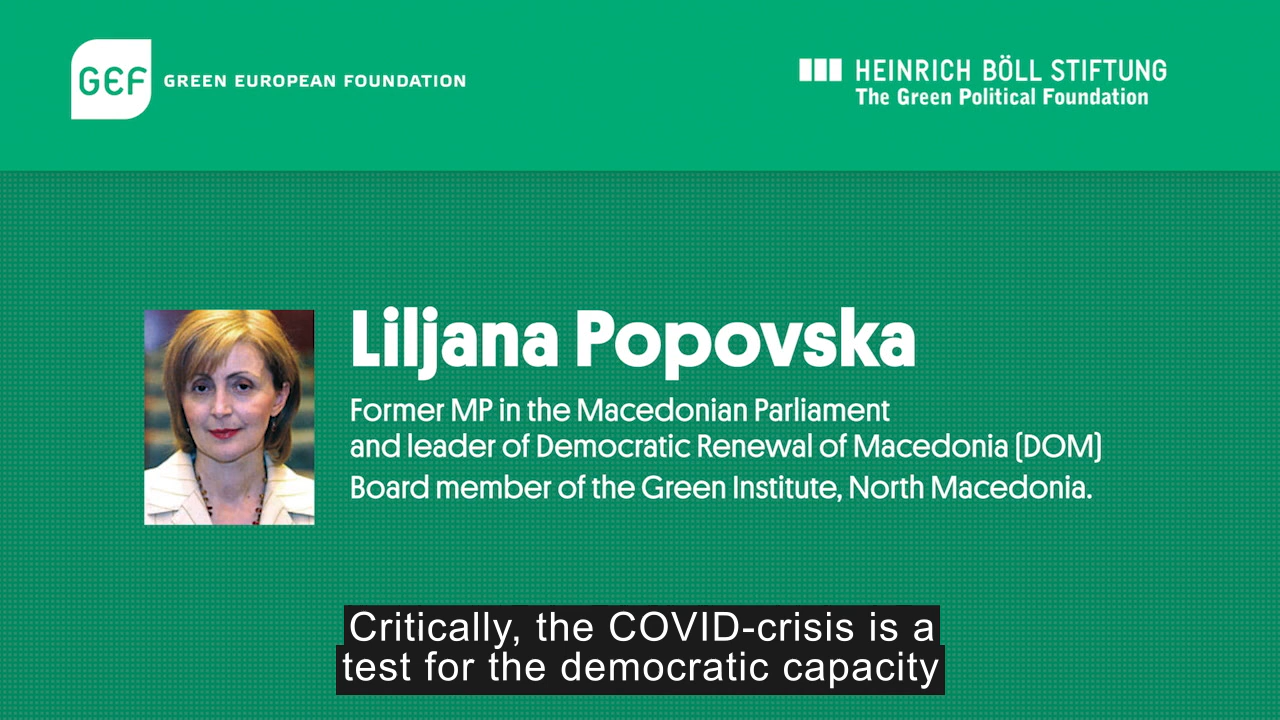 GEF GREEN EUROPEAN FOUNDATION
HEINRICH BÖLL STIFTUNG
The Green Political Foundation
Liljana Popovska
Former MP in the Macedonian Parliament
and leader of Democratic Renewal of Macedonia (DOM)
Board member of the Green Institute, North Macedonia.
Critically, the COVID-crisis is a
test for the democratic capacity